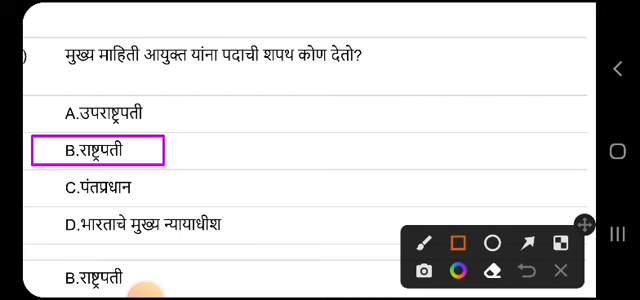 ) मुख्य माहिती आयुक्त यांना पदाची शपथ कोण देतो?
A.उपराष्ट्रपती
B.राष्ट्रपती
C.पंतप्रधान
D.भारताचे मुख्य न्यायाधीश
B.राष्ट्रपती